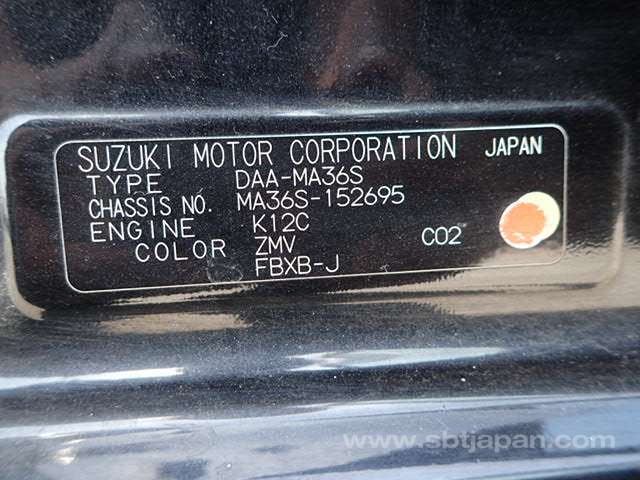 SUZUKI MOTOR CORPORATION JAPAN
TYPE DAA-MA36S
CHASSIS NO. MA36S-152695
ENGINE K12C
COLOR ZMV CO2
FBXB-J
www.sbtjapan.com